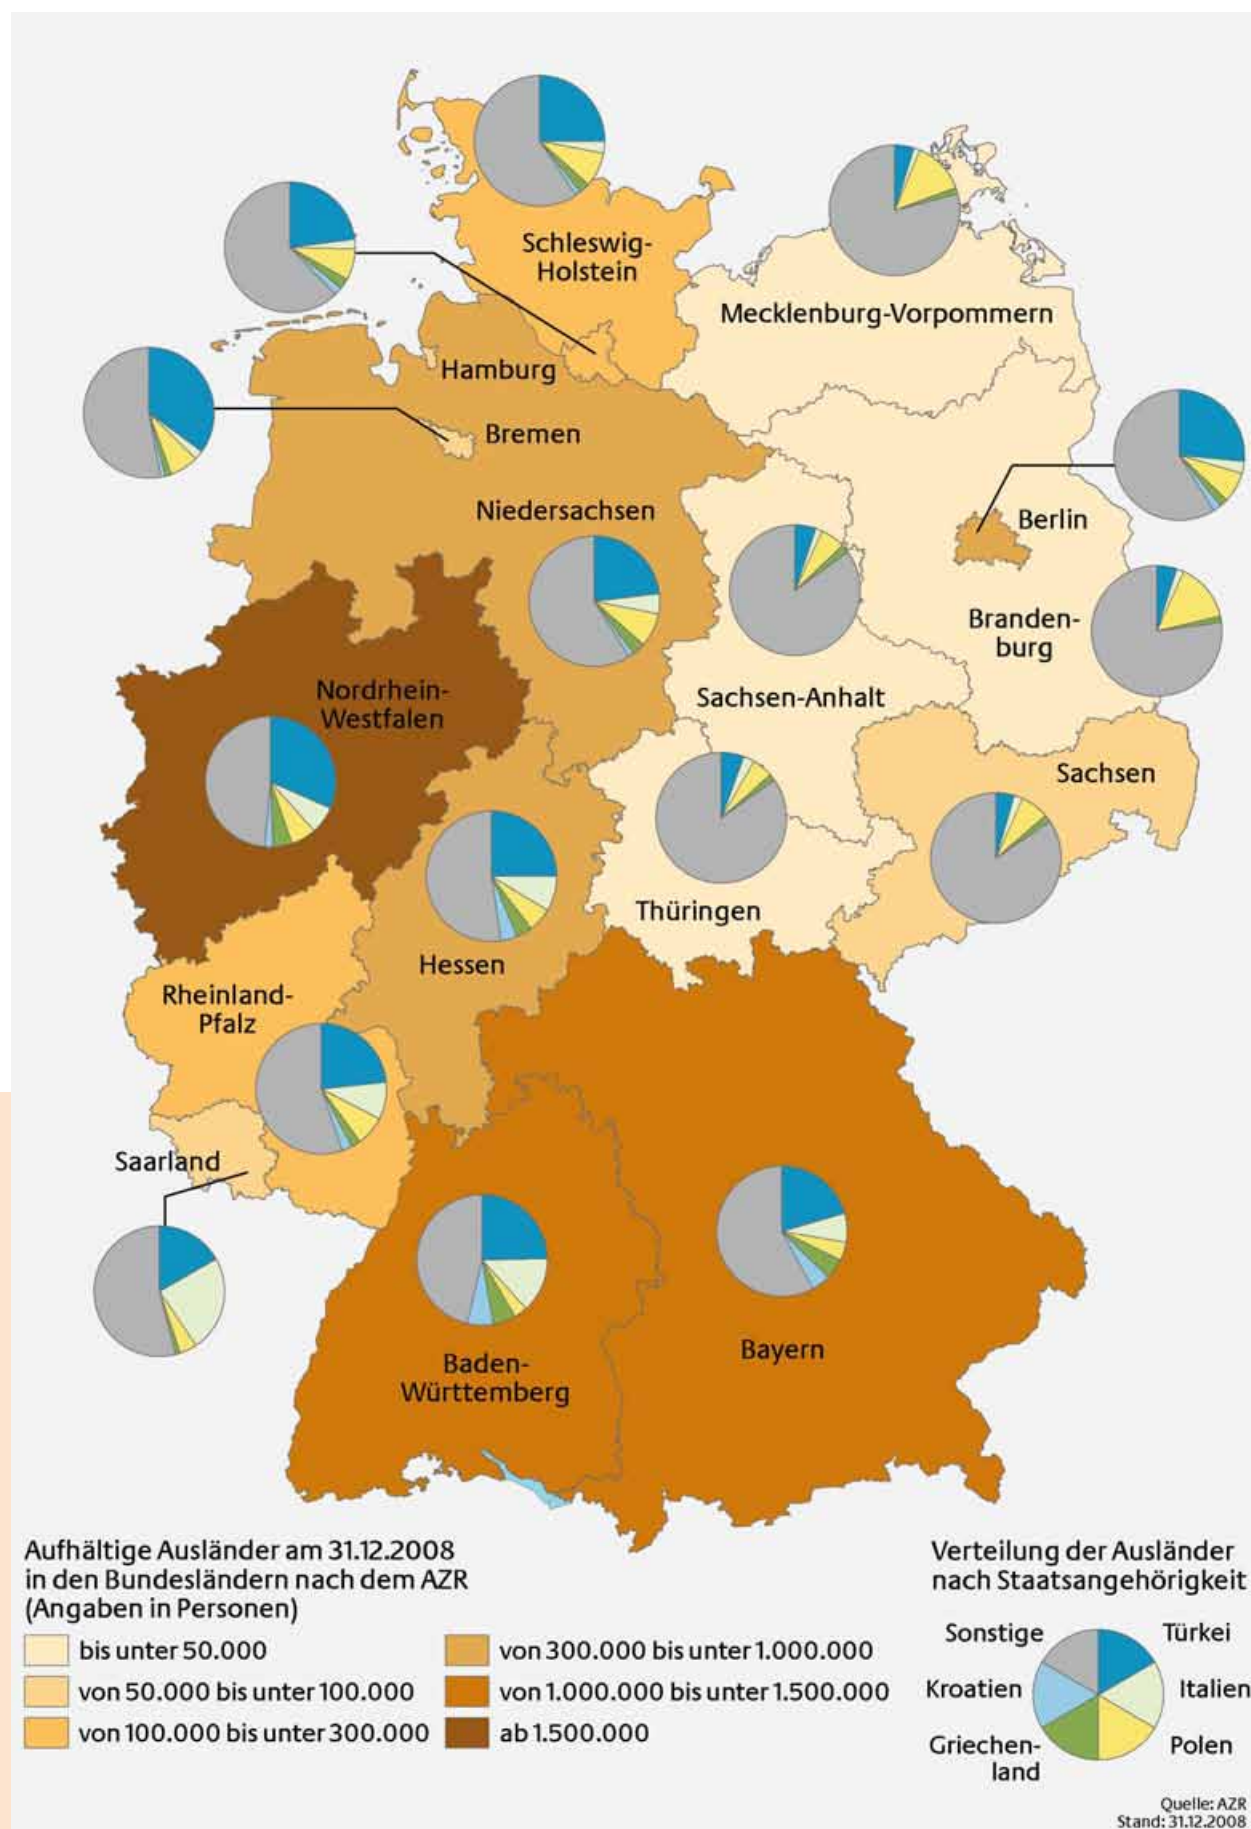 Schleswig-
Holstein
Mecklenburg-Vorpommern
Hamburg
Bremen
Niedersachsen
Berlin
Branden-
burg
Nordrhein-
Westfalen
Sachsen-Anhalt
Sachsen
Thüringen
Hessen
Rheinland-
Pfalz
Saarland
Baden-
Württemberg
Bayern
Aufhältige Ausländer am 31.12.2008
in den Bundesländern nach dem AZR
(Angaben in Personen)
bis unter 50.000
von 50.000 bis unter 100.000
von 100.000 bis unter 300.000
von 300.000 bis unter 1.000.000
von 1.000.000 bis unter 1.500.000
ab 1.500.000
Verteilung der Ausländer
nach Staatsangehörigkeit
Sonstige
Türkei
Kroatien
Italien
Griechen-
land
Polen
Quelle: AZR
Stand: 31.12.2008